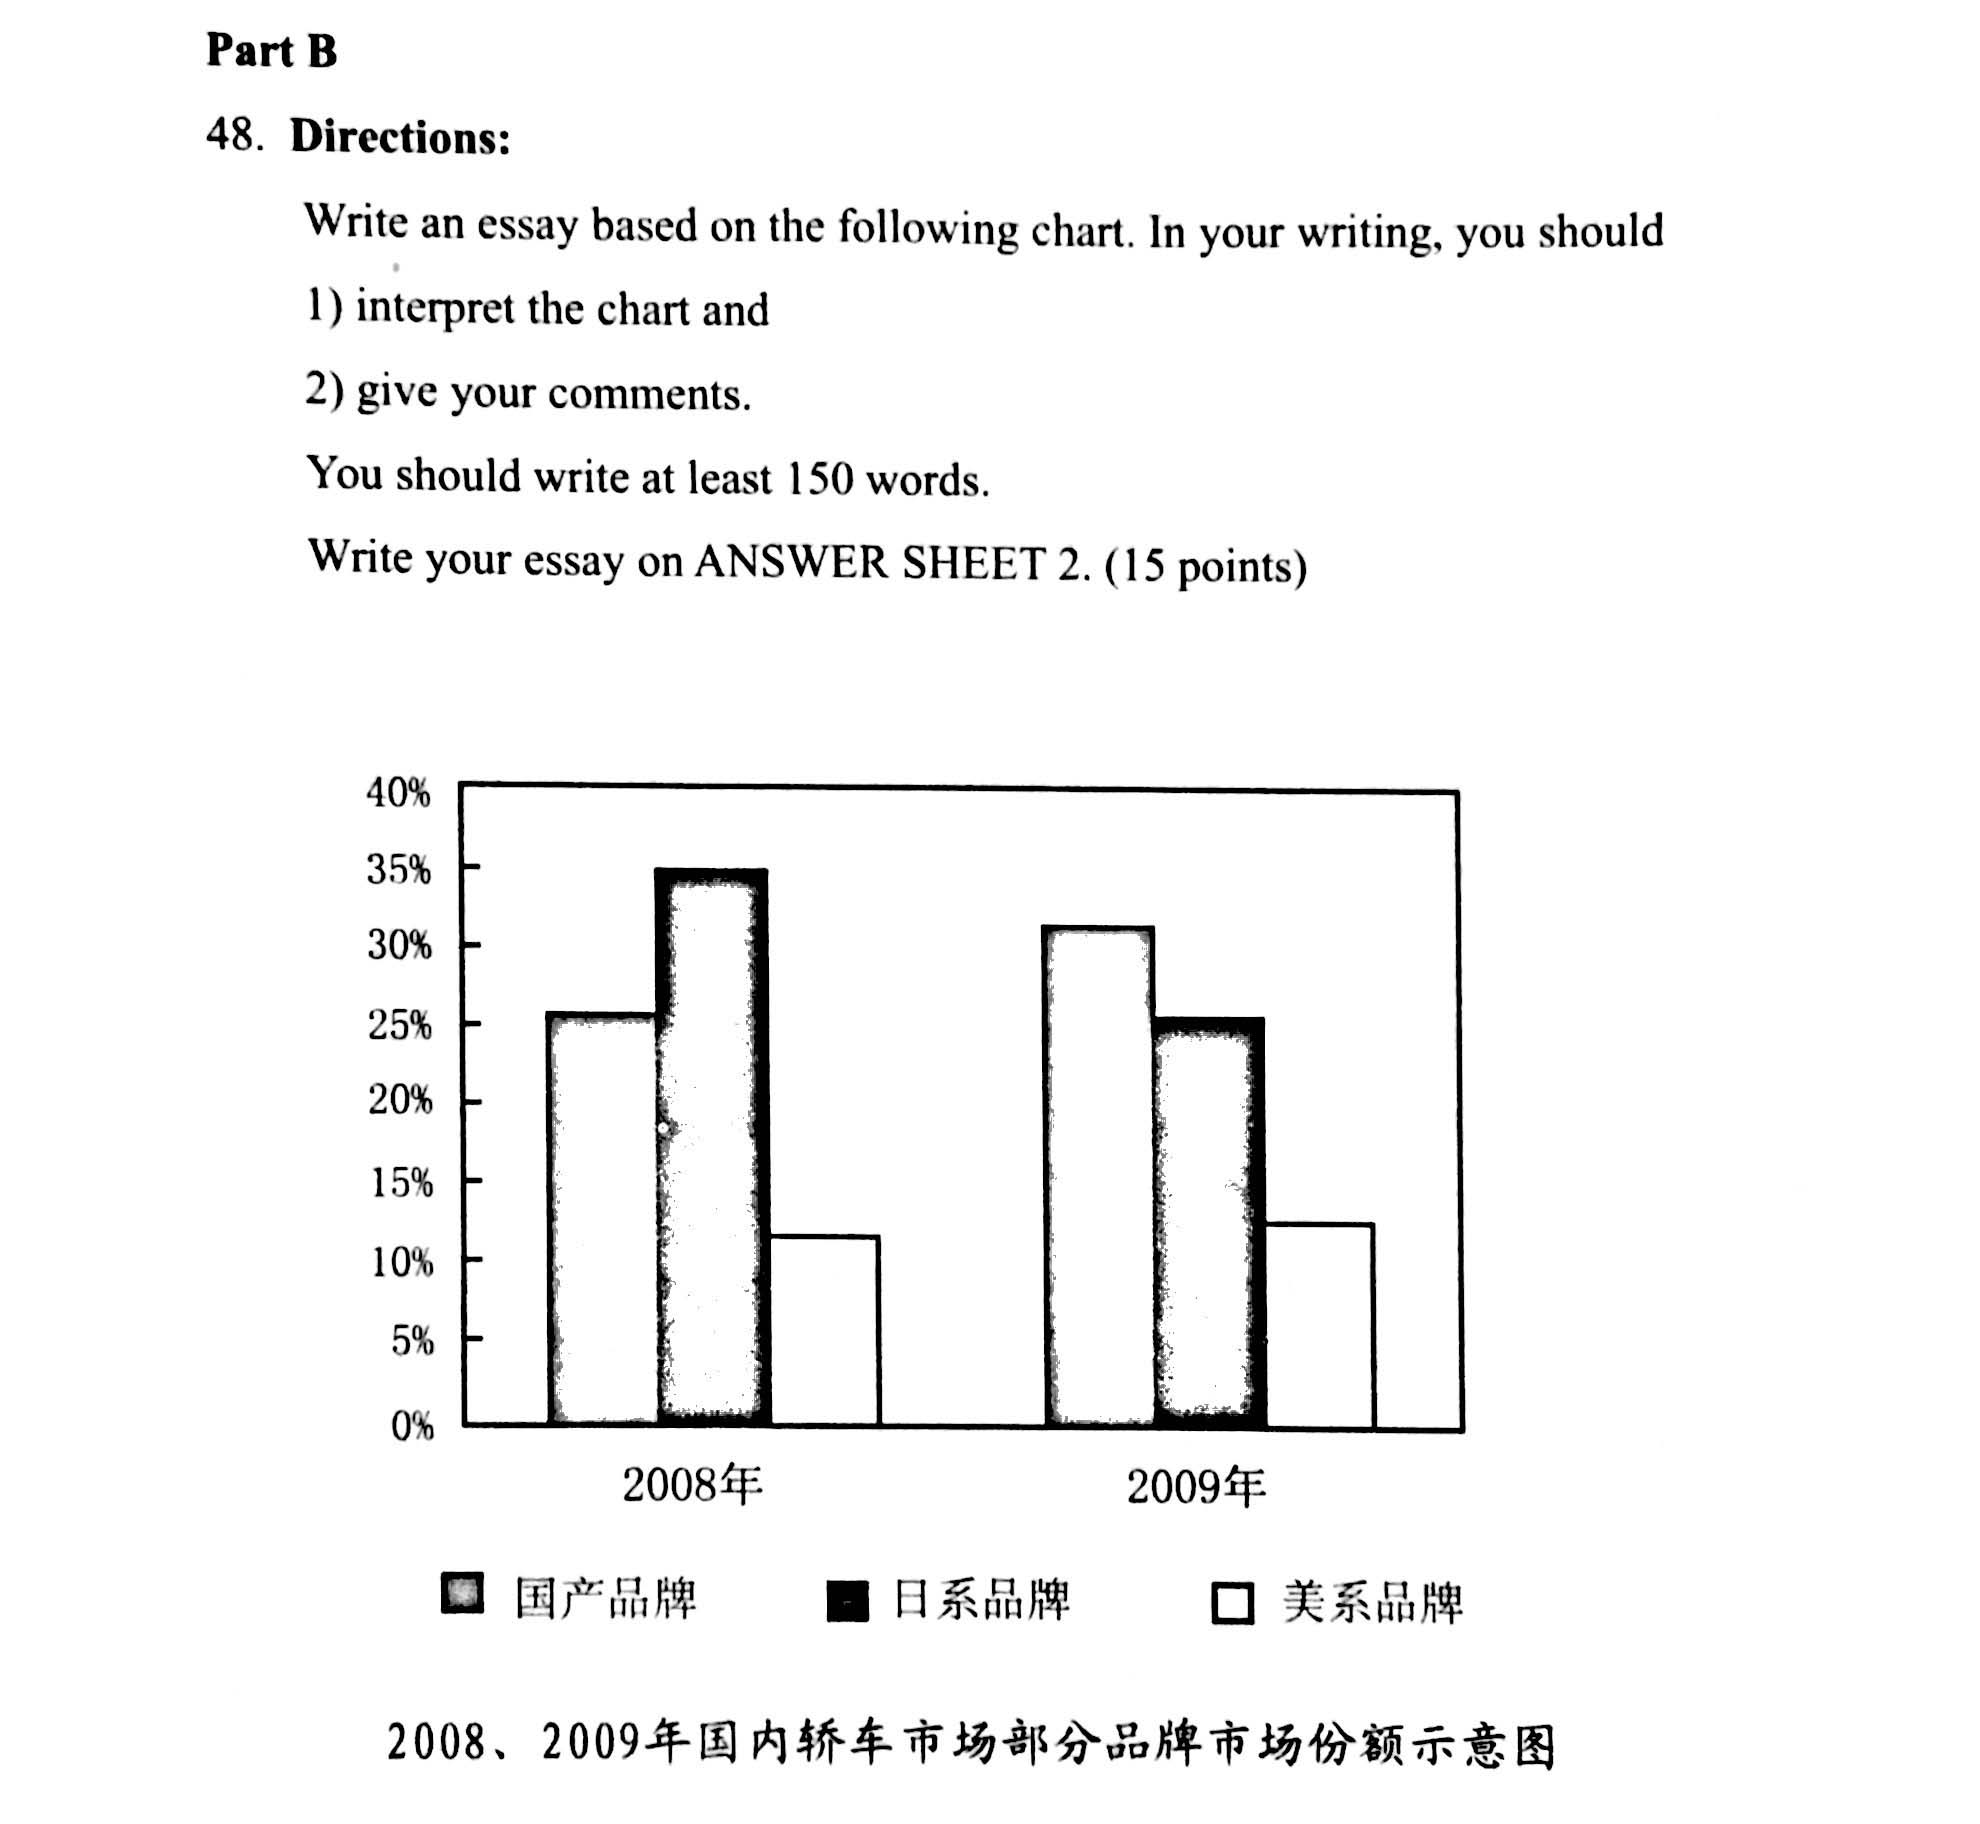 Part B
48. Directions:
Write an essay based on the following chart. In your writing, you should
1) interpret the chart and
2) give your comments.
You should write at least 150 words.
Write your essay on ANSWER SHEET 2. (15 points)
40%
35%
30%
25%
20%
15%
10%
5%
0%
2008年 2009年
国产品牌 日系品牌 美系品牌
2008、2009年国内轿车市场部分品牌市场份额示意图